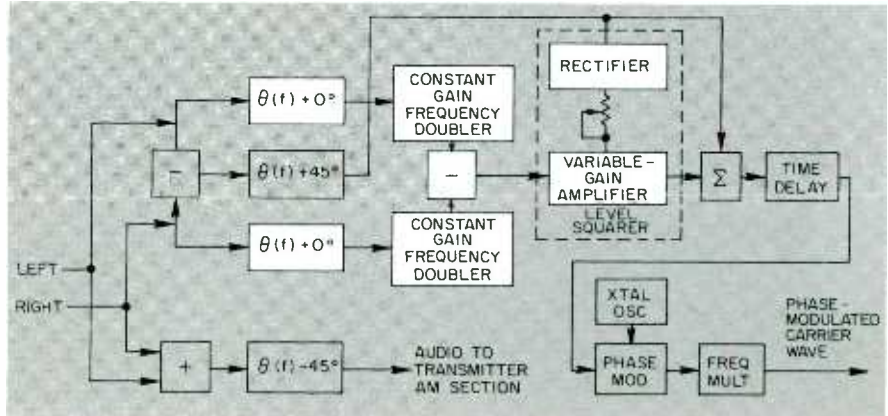 RECTIFIER
θ(f) + 0°
CONSTANT
GAIN
FREQUENCY
DOUBLER
–
θ(f) + 45°
–
VARIABLE-
GAIN
AMPLIFIER
LEVEL
SQUARER
Σ
TIME
DELAY
θ(f) + 0°
CONSTANT
GAIN
FREQUENCY
DOUBLER
LEFT
RIGHT
XTAL
OSC
PHASE-
MODULATED
CARRIER
WAVE
+
θ(f) – 45°
AUDIO TO
TRANSMITTER
AM SECTION
PHASE
MOD
FREQ
MULT